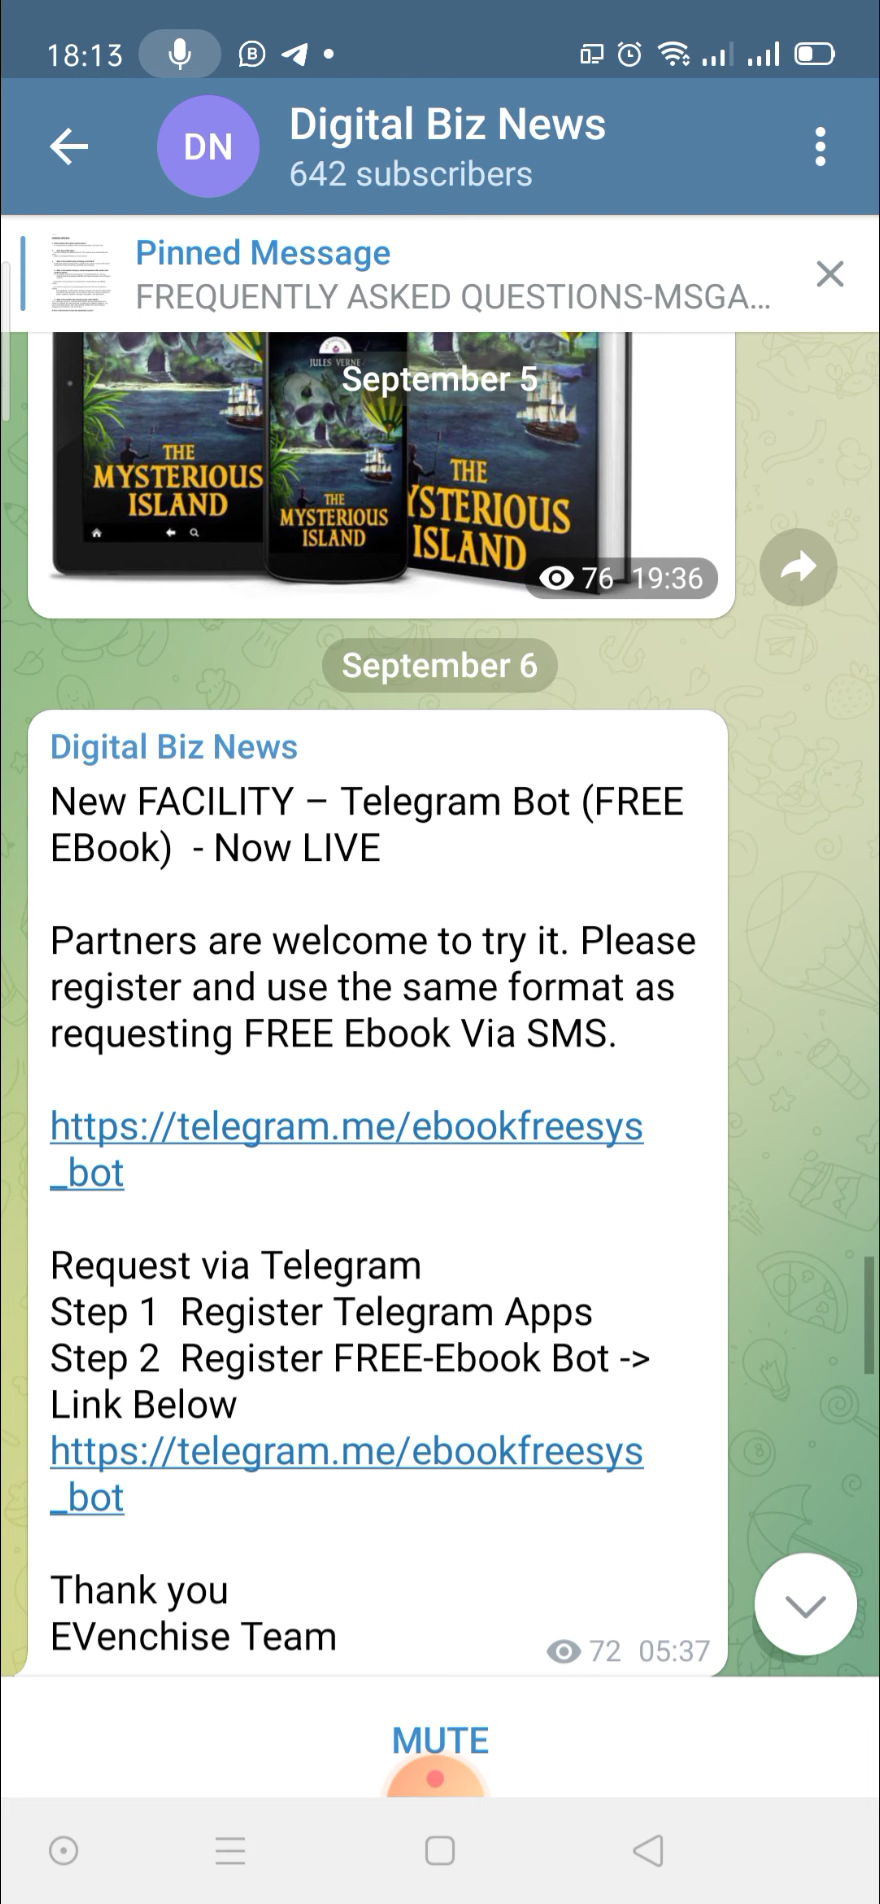 18:13
DN
Digital Biz News
642 subscribers
Pinned Message
FREQUENTLY ASKED QUESTIONS-MSGA...
JULES VERNE
September 5
THE
MYSTERIOUS
ISLAND
THE
MYSTERIOUS
ISLAND
THE
YSTERIOUS
ISLAND
76 19:36
September 6
Digital Biz News
New FACILITY – Telegram Bot (FREE
EBook)  - Now LIVE
Partners are welcome to try it. Please
register and use the same format as
requesting FREE Ebook Via SMS.
https://telegram.me/ebookfreesys
_bot
Request via Telegram
Step 1  Register Telegram Apps
Step 2  Register FREE-Ebook Bot ->
Link Below
https://telegram.me/ebookfreesys
_bot
Thank you
EVenchise Team
72 05:37
MUTE